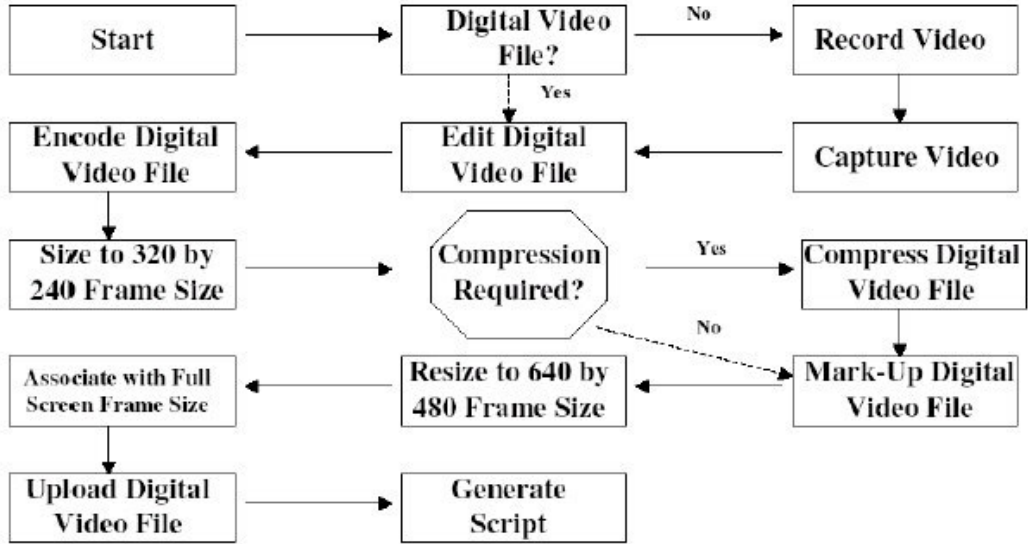 Start
Digital Video
File?
No
Record Video
Yes
Encode Digital
Video File
Edit Digital
Video File
Capture Video
Size to 320 by
240 Frame Size
Compression
Required?
Yes
Compress Digital
Video File
No
Associate with Full
Screen Frame Size
Resize to 640 by
480 Frame Size
Mark-Up Digital
Video File
Upload Digital
Video File
Generate
Script